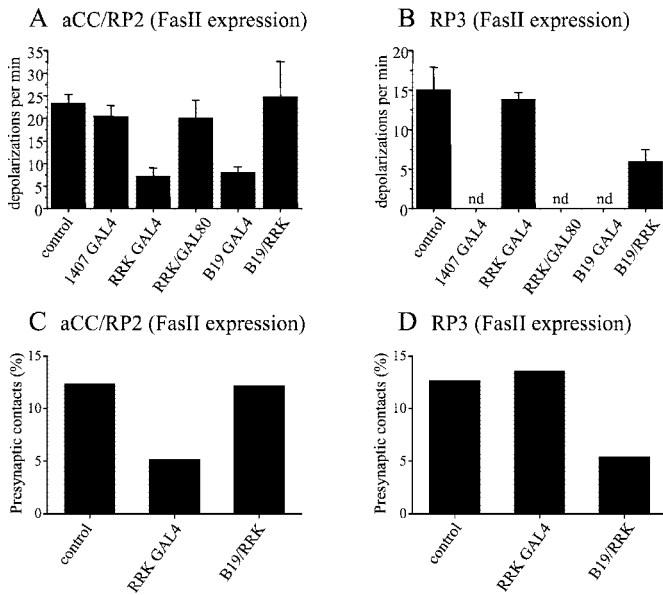 A aCC/RP2 (FasII expression)
depolarizations per min
35
30
25
20
15
10
5
0
control
1407 GAL4
RRK GAL4
RRK/GAL80
B19 GAL4
B19/RRK
B RP3 (FasII expression)
depolarizations per min
20
15
10
5
0
nd
nd
nd
control
1407 GAL4
RRK GAL4
RRK/GAL80
B19 GAL4
B19/RRK
C aCC/RP2 (FasII expression)
Presynaptic contacts (%)
15
10
5
0
control
RRK GAL4
B19/RRK
D RP3 (FasII expression)
Presynaptic contacts (%)
15
10
5
0
control
RRK GAL4
B19/RRK